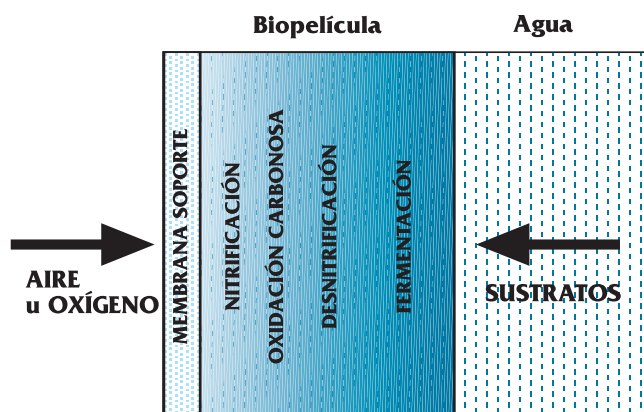 Biopelícula
Agua
MEMBRANA SOPORTE
NITRIFICACIÓN
OXIDACIÓN CARBONOSA
DESNITRIFICACIÓN
FERMENTACIÓN
AIRE
u OXÍGENO
SUSTRATOS